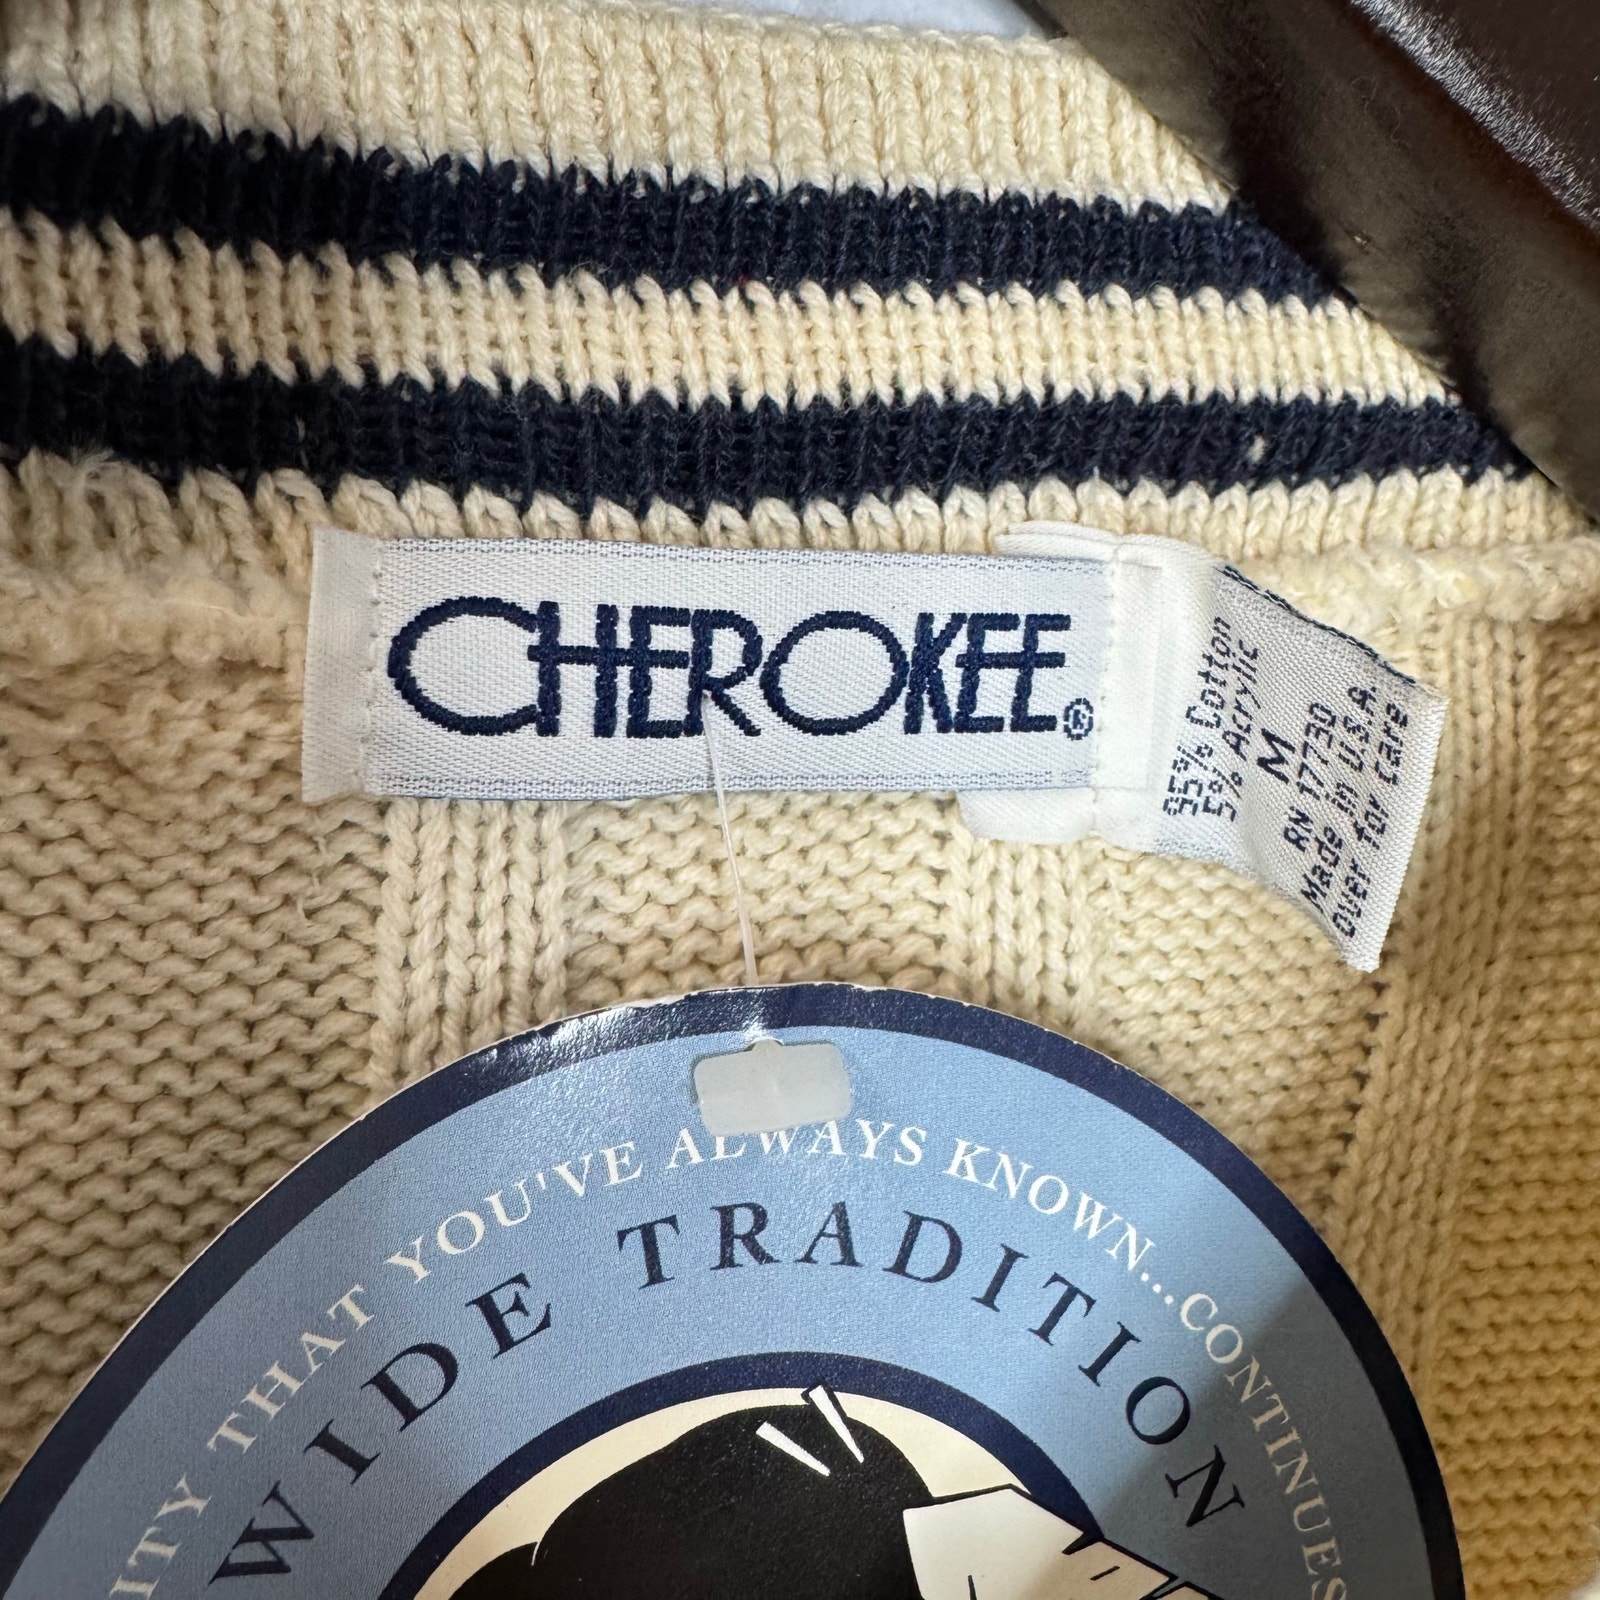 CHEROKEE®
95% Cotton
5% Acrylic
M
RN 17730
Made in U.S.A.
over for care
ITY THAT YOU'VE ALWAYS KNOWN...CONTINUES
WIDE TRADITION